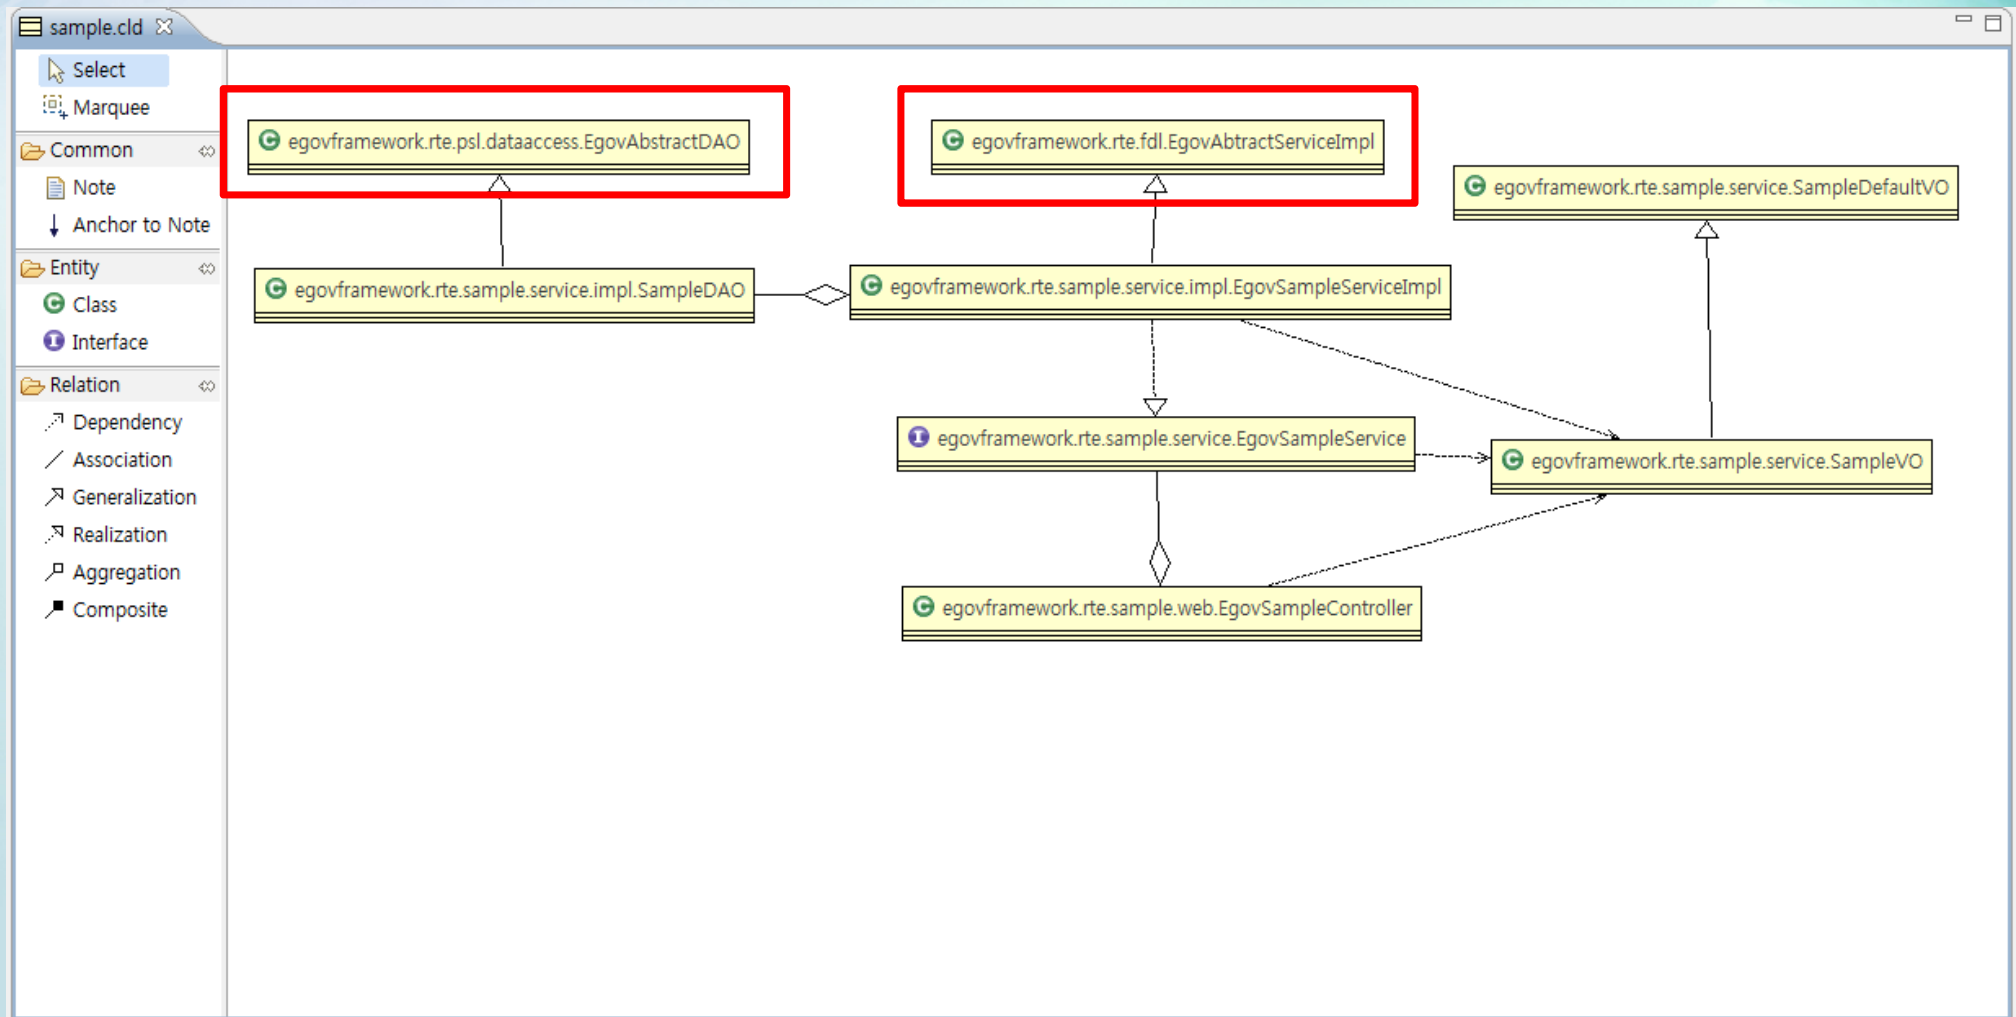 sample.cld
Select
Marquee
Common
Note
Anchor to Note
Entity
Class
Interface
Relation
Dependency
Association
Generalization
Realization
Aggregation
Composite
egovframework.rte.psl.dataaccess.EgovAbstractDAO
egovframework.rte.fdl.EgovAbtractServiceImpl
egovframework.rte.sample.service.SampleDefaultVO
egovframework.rte.sample.service.impl.SampleDAO
egovframework.rte.sample.service.impl.EgovSampleServiceImpl
egovframework.rte.sample.service.EgovSampleService
egovframework.rte.sample.service.SampleVO
egovframework.rte.sample.web.EgovSampleController